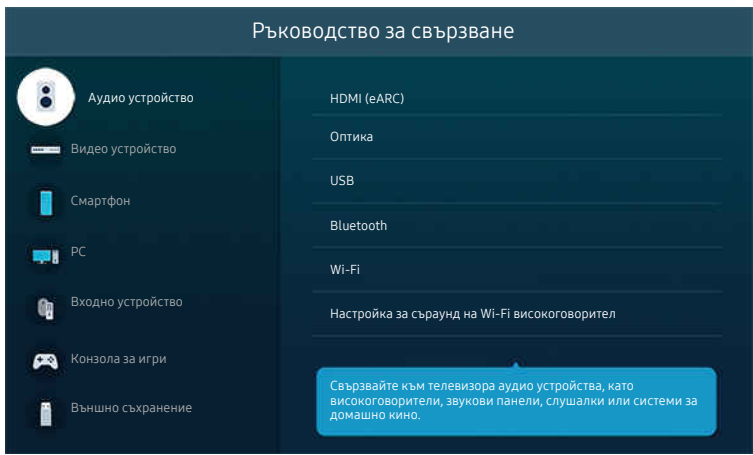 Ръководство за свързване
Аудио устройство
Видео устройство
Смартфон
PC
Входно устройство
Конзола за игри
Външно съхранение
HDMI (eARC)
Оптика
USB
Bluetooth
Wi-Fi
Настройка за съраунд на Wi-Fi високоговорител
Свързвайте към телевизора аудио устройства, като
високоговорители, звукови панели, слушалки или системи за
домашно кино.